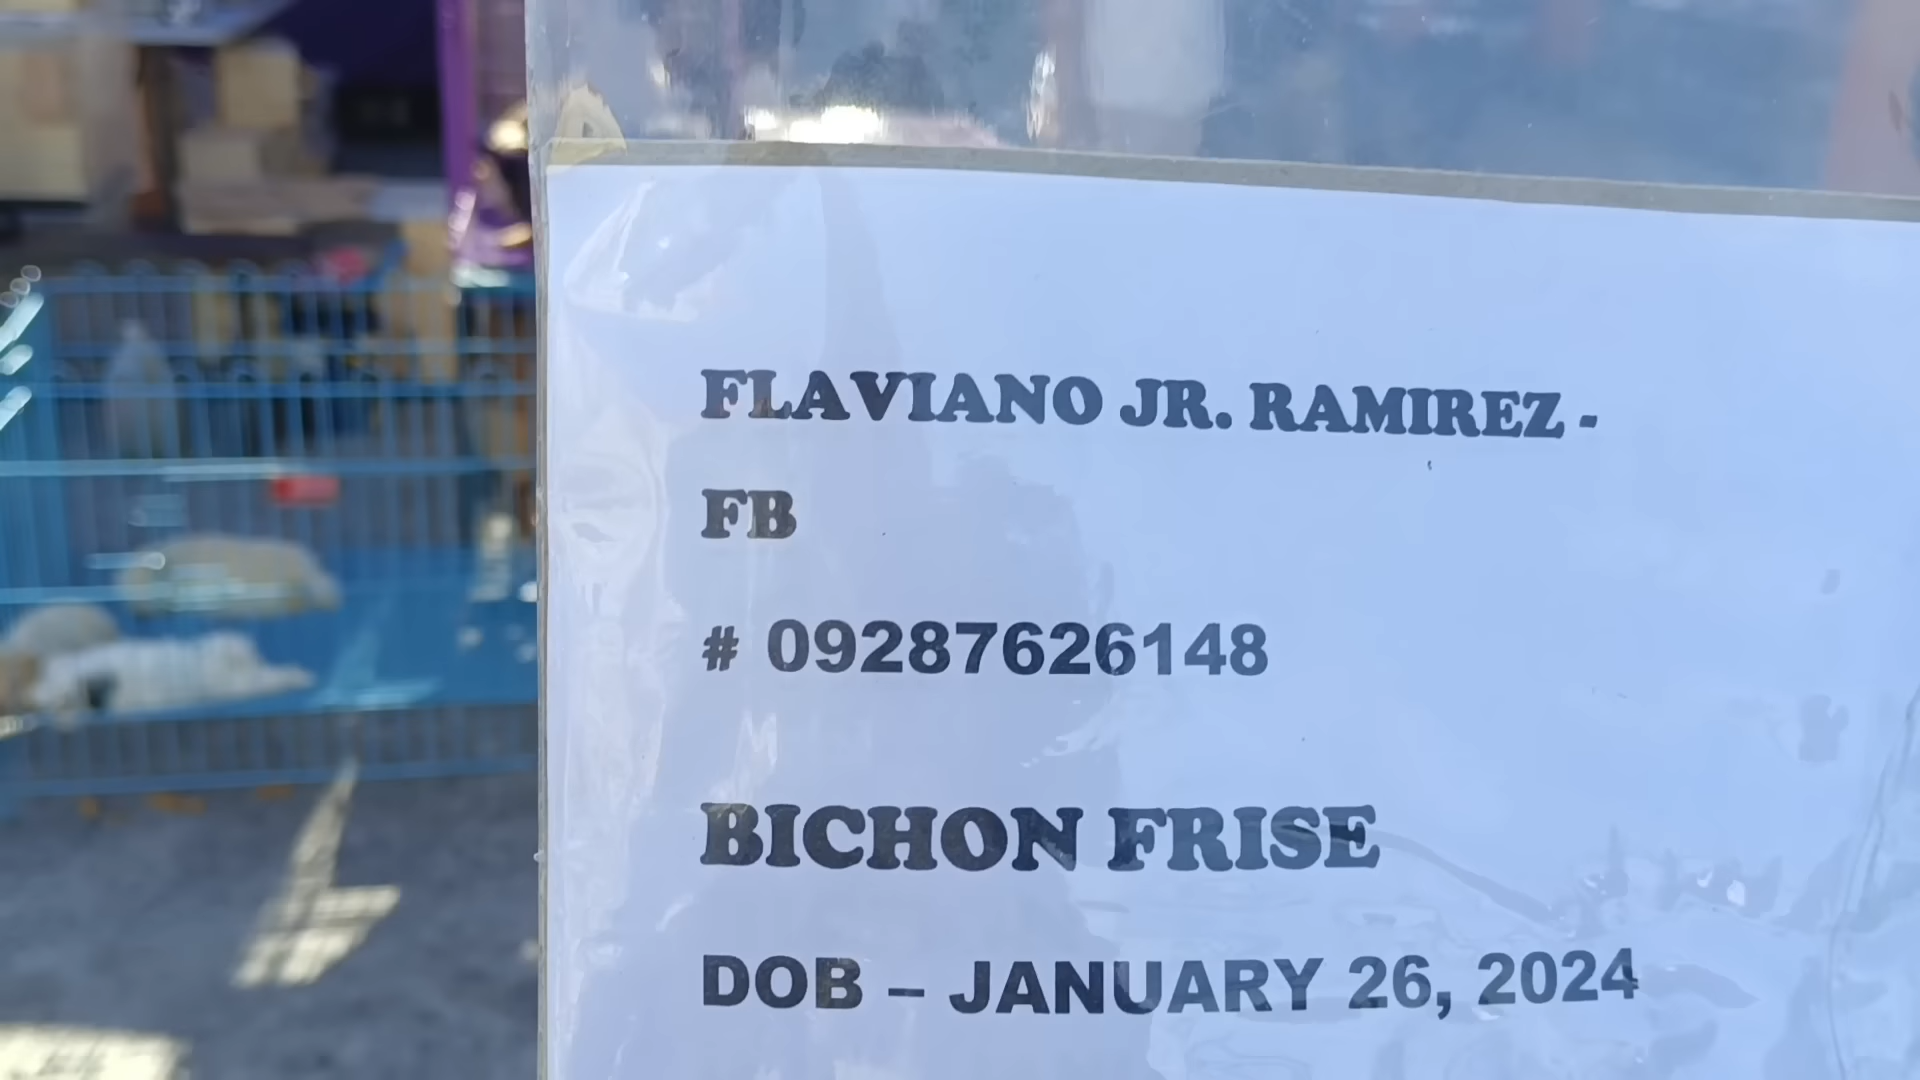 FLAVIANO JR. RAMIREZ -
FB
# 09287626148
BICHON FRISE
DOB – JANUARY 26, 2024